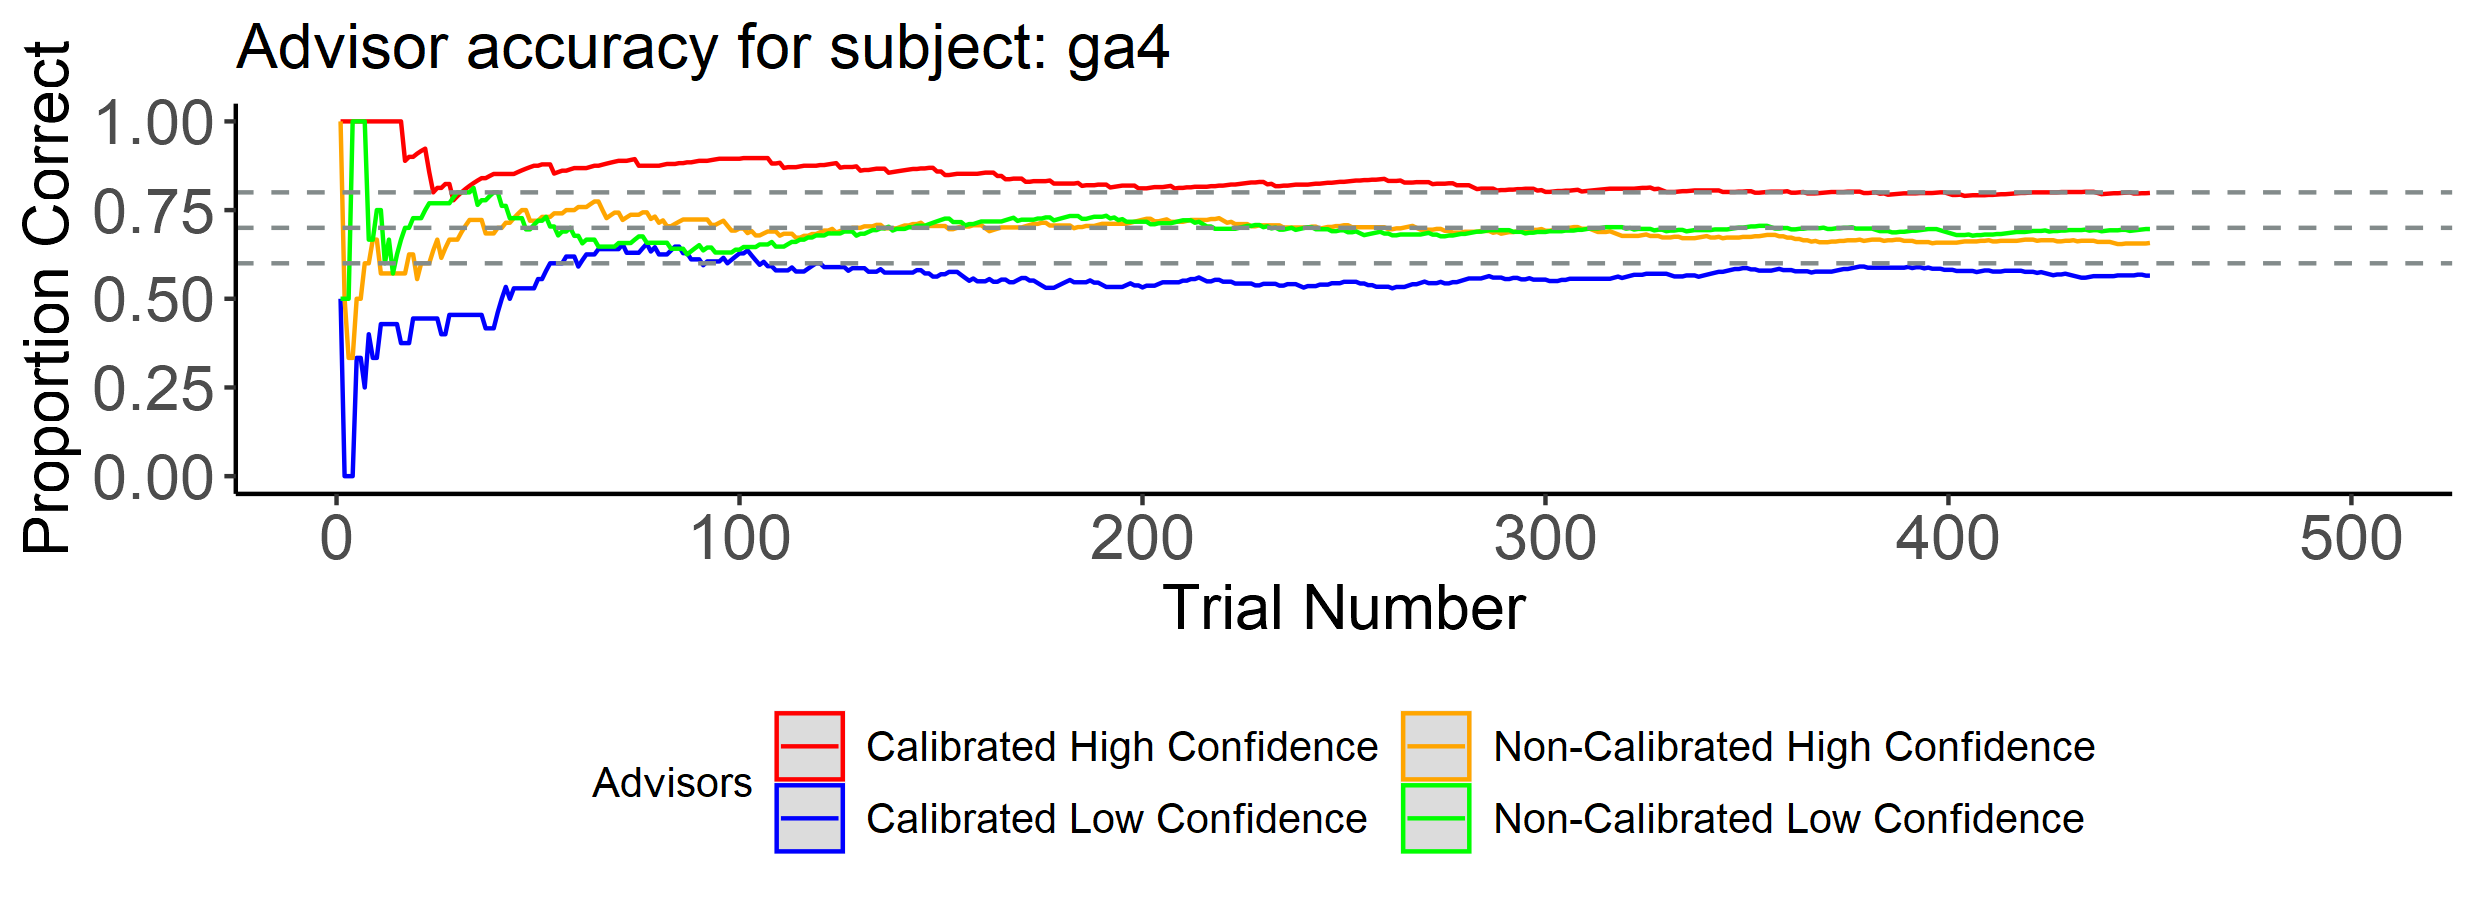 Advisor accuracy for subject: ga4
Proportion Correct
1.00
0.75
0.50
0.25
0.00
0 100 200 300 400 500
Trial Number
Advisors
Calibrated High Confidence
Calibrated Low Confidence
Non-Calibrated High Confidence
Non-Calibrated Low Confidence